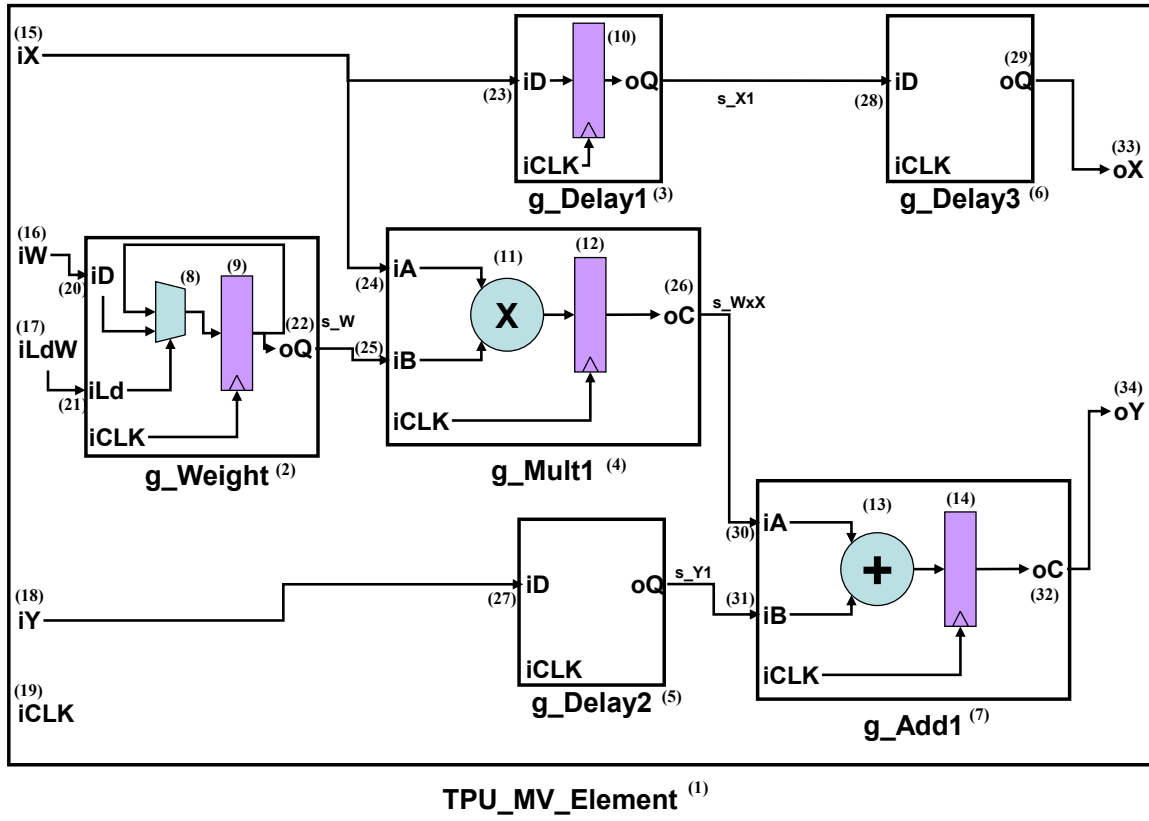 (15)
iX
(10)
iD
oQ
(23)
iCLK
g_Delay1 (3)
s_X1
(29)
iD
oQ
(28)
iCLK
g_Delay3 (6)
(33)
oX
(16)
iW
(20)
iD
(8)
(9)
(17)
iLdW
(21)
iLd
(22)
oQ
iCLK
g_Weight (2)
s_W
(24)
iA
(11)
X
(12)
(26)
oC
(25)
iB
iCLK
g_Mult1 (4)
s_WxX
(34)
oY
(18)
iY
(27)
iD
oQ
iCLK
g_Delay2 (5)
s_Y1
(30)
iA
(13)
+
(14)
(31)
iB
oC
(32)
iCLK
g_Add1 (7)
(19)
iCLK
TPU_MV_Element (1)